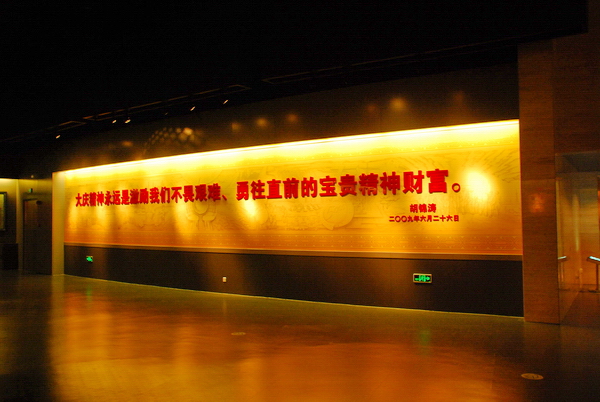 大庆精神永远是激励我们不畏艰难、勇往直前的宝贵精神财富。
胡锦涛
二〇〇九年六月二十六日